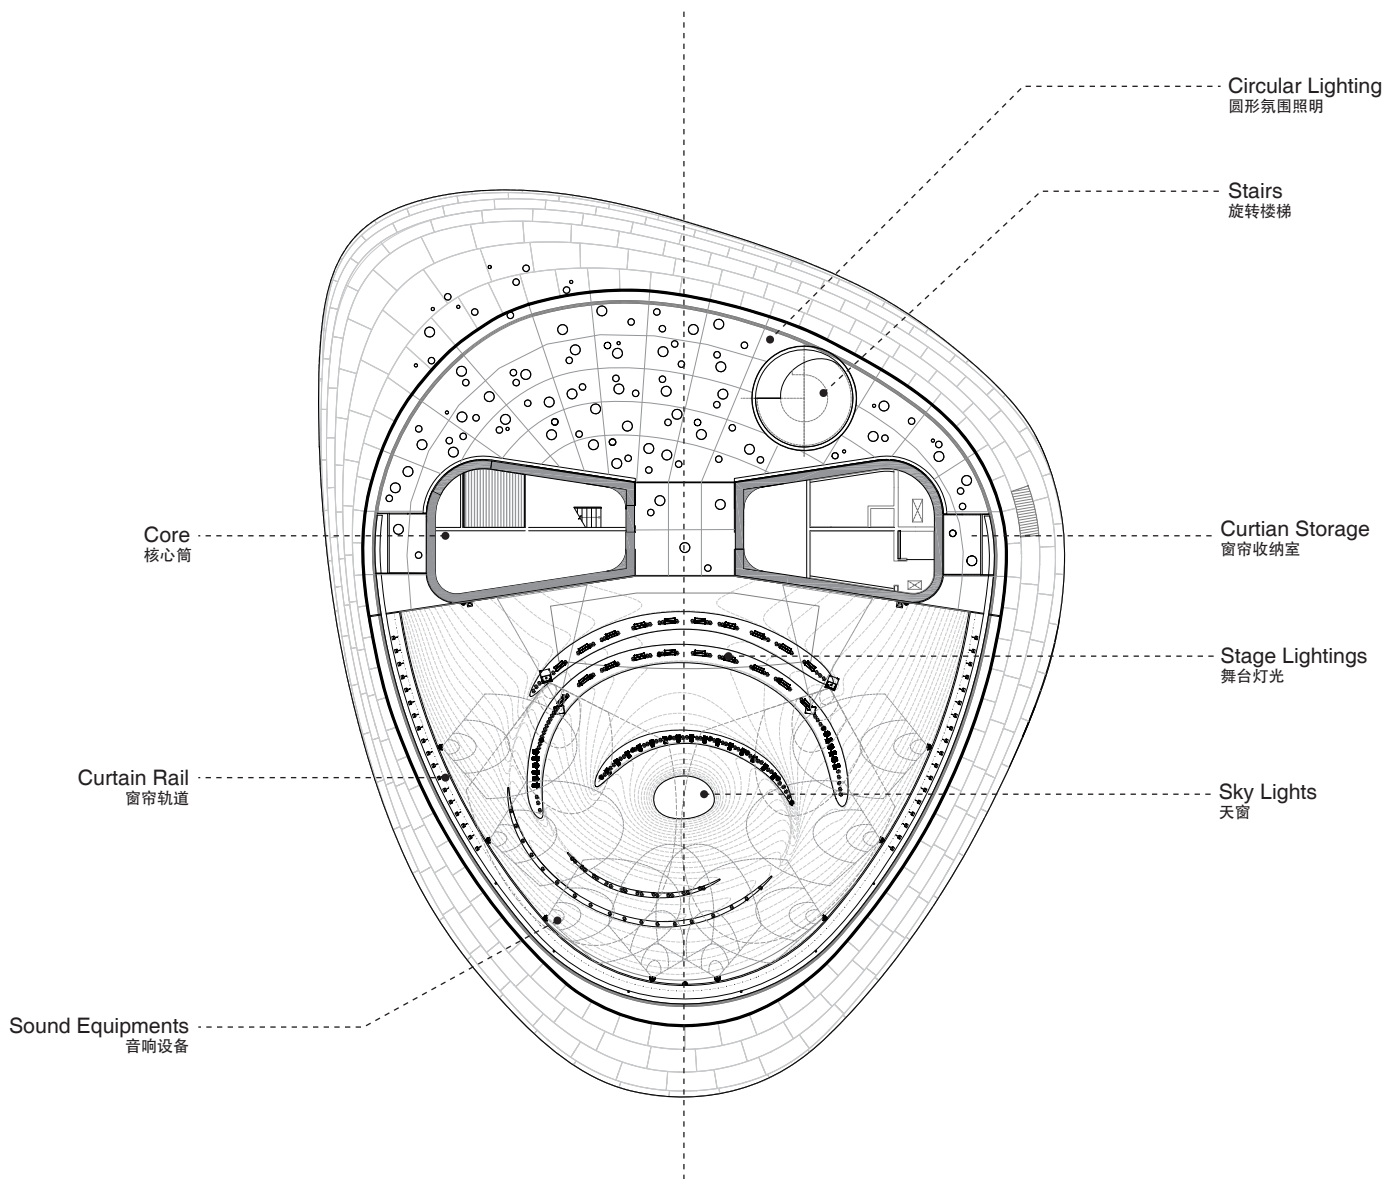 Circular Lighting
圆形氛围照明
Stairs
旋转楼梯
Core
核心筒
Curtian Storage
窗帘收纳室
Stage Lightings
舞台灯光
Curtain Rail
窗帘轨道
Sky Lights
天窗
Sound Equipments
音响设备